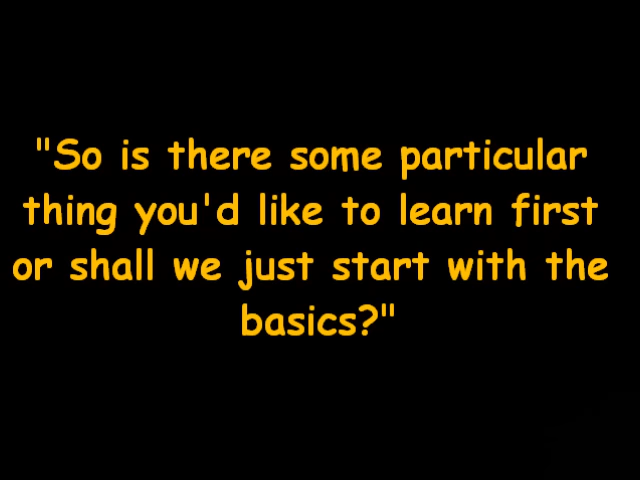 "So is there some particular
thing you'd like to learn first
or shall we just start with the
basics?"